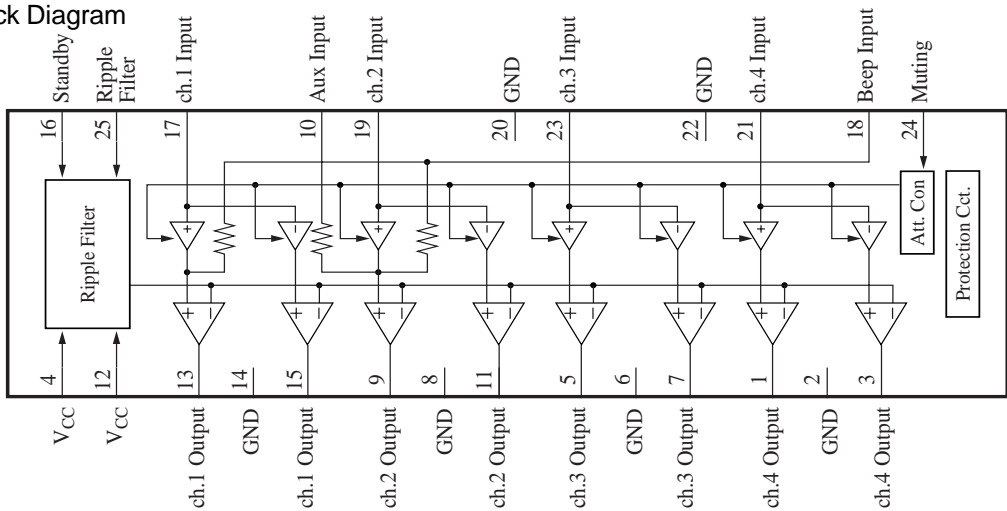 ck Diagram
Standby
Ripple
Filter
ch.1 Input
Aux Input
ch.2 Input
GND
ch.3 Input
GND
ch.4 Input
Beep Input
Muting
16
25
17
10
19
20
23
22
21
18
24
Ripple Filter
Att. Con
Protection Cct.
+
−
+
−
+
−
+
−
+ −
+ −
+ −
+ −
+ −
+ −
+ −
+ −
4
12
13
14
15
9
8
11
5
6
7
1
2
3
VCC
VCC
ch.1 Output
GND
ch.1 Output
ch.2 Output
GND
ch.2 Output
ch.3 Output
GND
ch.3 Output
ch.4 Output
GND
ch.4 Output